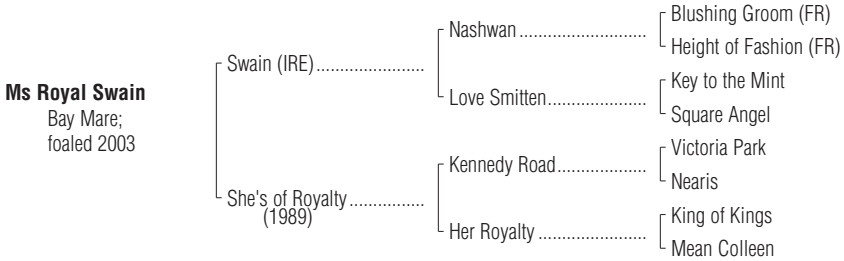 Ms Royal Swain
Bay Mare;
foaled 2003
Swain (IRE)........................
She's of Royalty................
(1989)
Nashwan............................
Love Smitten......................
Kennedy Road....................
Her Royalty ........................
Blushing Groom (FR)
Height of Fashion (FR)
Key to the Mint
Square Angel
Victoria Park
Nearis
King of Kings
Mean Colleen